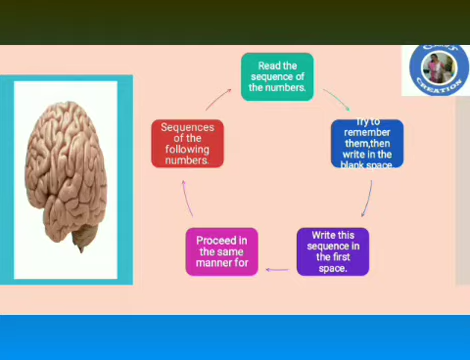 Read the
sequence of
the numbers.
Try to
remember
them,then
write in the
blank space.
Write this
sequence in
the first
space.
Proceed in
the same
manner for
Sequences
of the
following
numbers.
CREATION